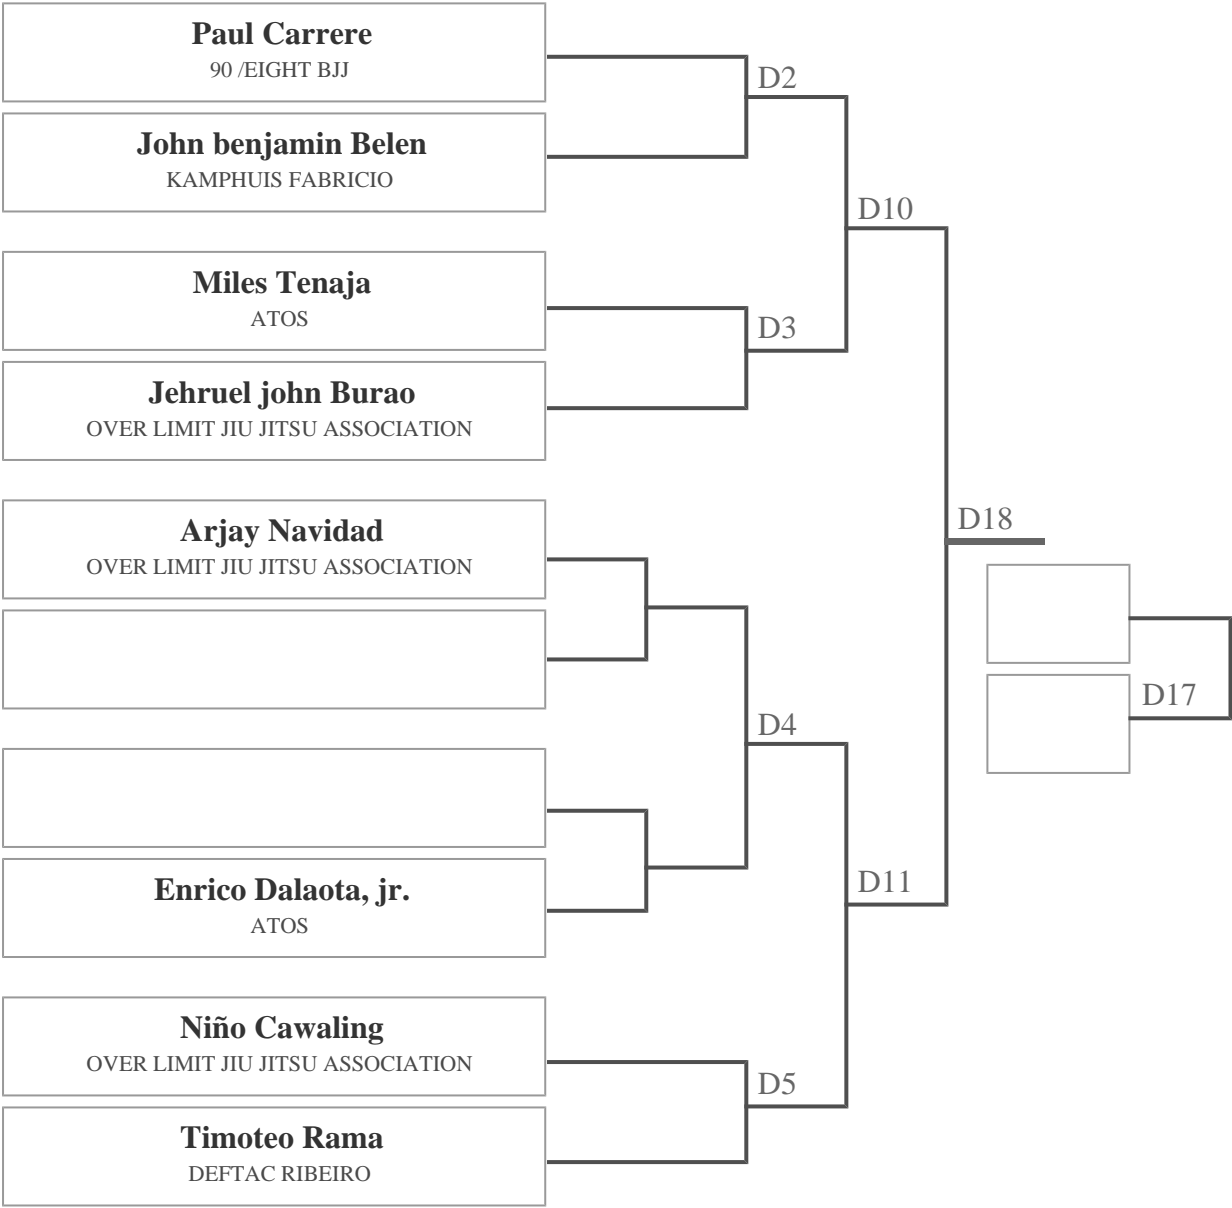 Paul Carrere
90 /EIGHT BJJ
D2
John benjamin Belen
KAMPHUIS FABRICIO
D10
Miles Tenaja
ATOS
D3
Jehruel john Burao
OVER LIMIT JIU JITSU ASSOCIATION
Arjay Navidad
OVER LIMIT JIU JITSU ASSOCIATION
D18
D17
D4
Enrico Dalaota, jr.
ATOS
D11
Niño Cawaling
OVER LIMIT JIU JITSU ASSOCIATION
D5
Timoteo Rama
DEFTAC RIBEIRO